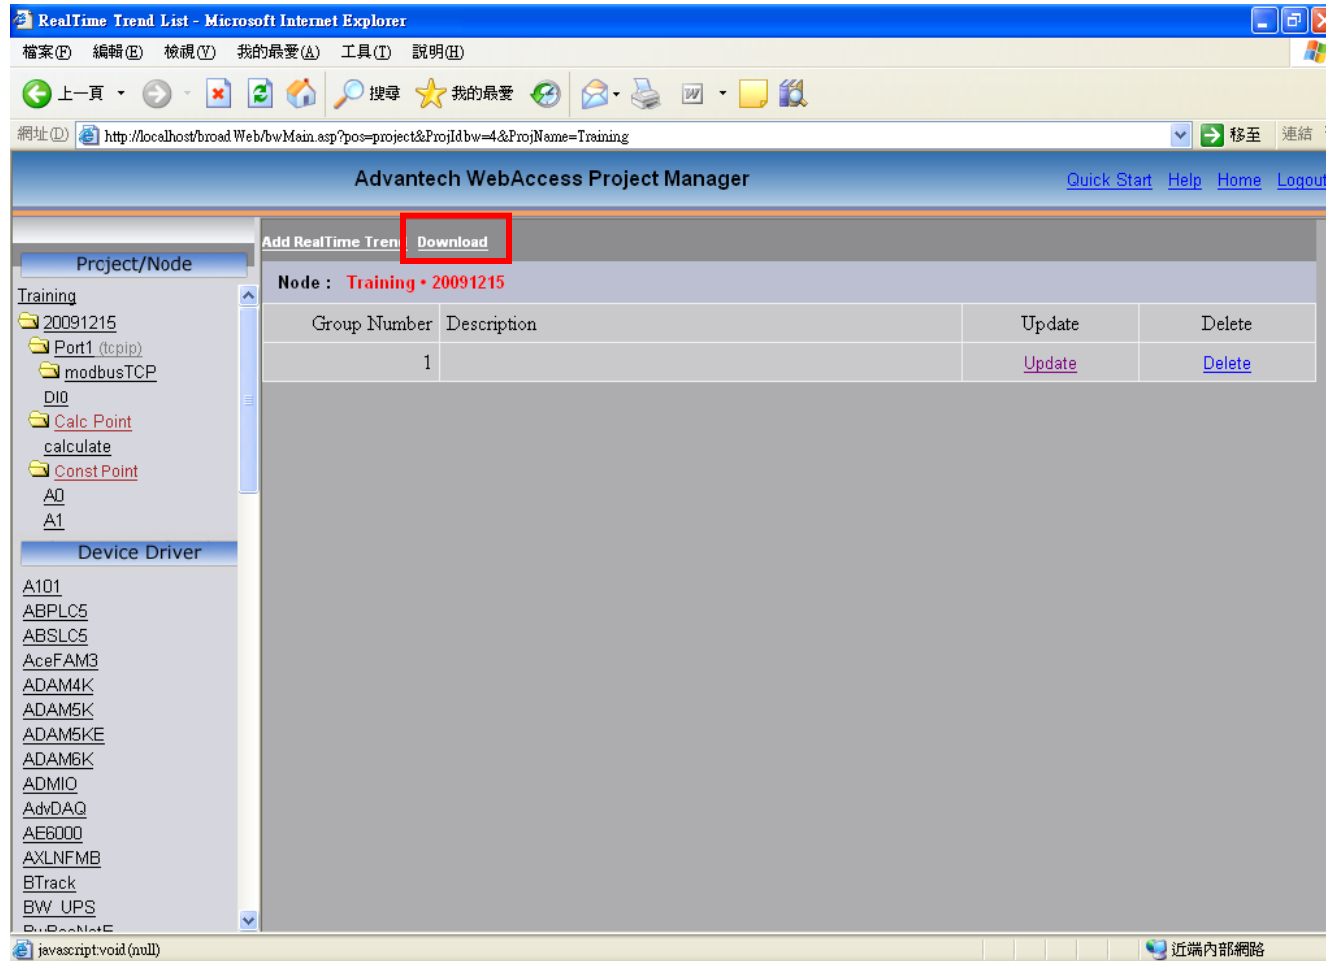 RealTime Trend List - Microsoft Internet Explorer
檔案(F) 編輯(E) 檢視(V) 我的最愛(A) 工具(T) 說明(H)
上一頁 搜尋 我的最愛
網址(D) http://localhost/broadWeb/bwMain.asp?pos=project&ProjIdbw=4&ProjName=Training 移至 連結
Advantech WebAccess Project Manager Quick Start Help Home Logout
Add RealTime Trend Download
Project/Node
Node : Training • 20091215
Training
Group Number Description Update Delete
1 Update Delete
20091215
Port1 (tcpip)
modbusTCP
DI0
Calc Point
calculate
Const Point
A0
A1
Device Driver
A101
ABPLC5
ABSLC5
AceFAM3
ADAM4K
ADAM5K
ADAM5KE
ADAM6K
ADMIO
AdvDAQ
AE6000
AXLNFMB
BTrack
BW UPS
javascript:void(null) 近端內部網路